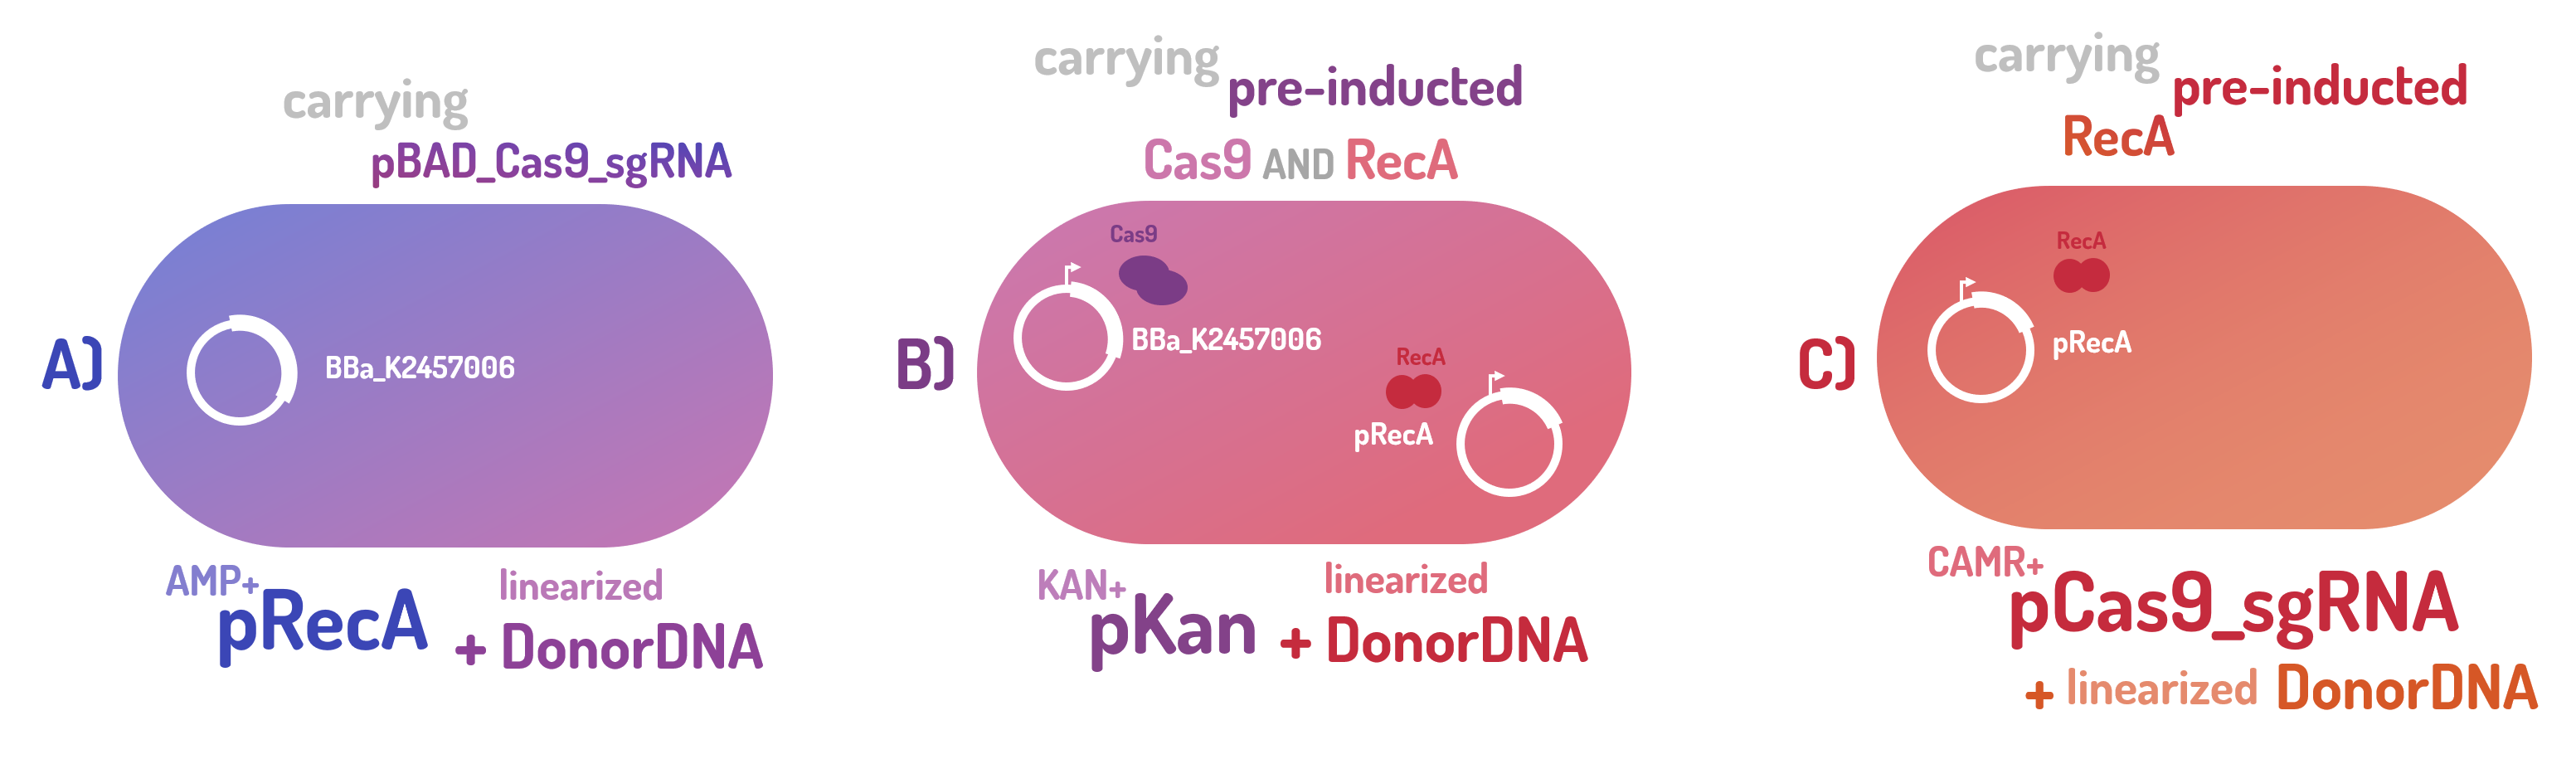 A)
carrying
pBAD_Cas9_sgRNA
BBa_K2457006
AMP+
pRecA
linearized
+ DonorDNA
B)
carrying
pre-inducted
Cas9 AND RecA
Cas9
BBa_K2457006
RecA
pRecA
KAN+
pKan
linearized
+ DonorDNA
C)
carrying
pre-inducted
RecA
RecA
pRecA
CAMR+
pCas9_sgRNA
+ linearized DonorDNA